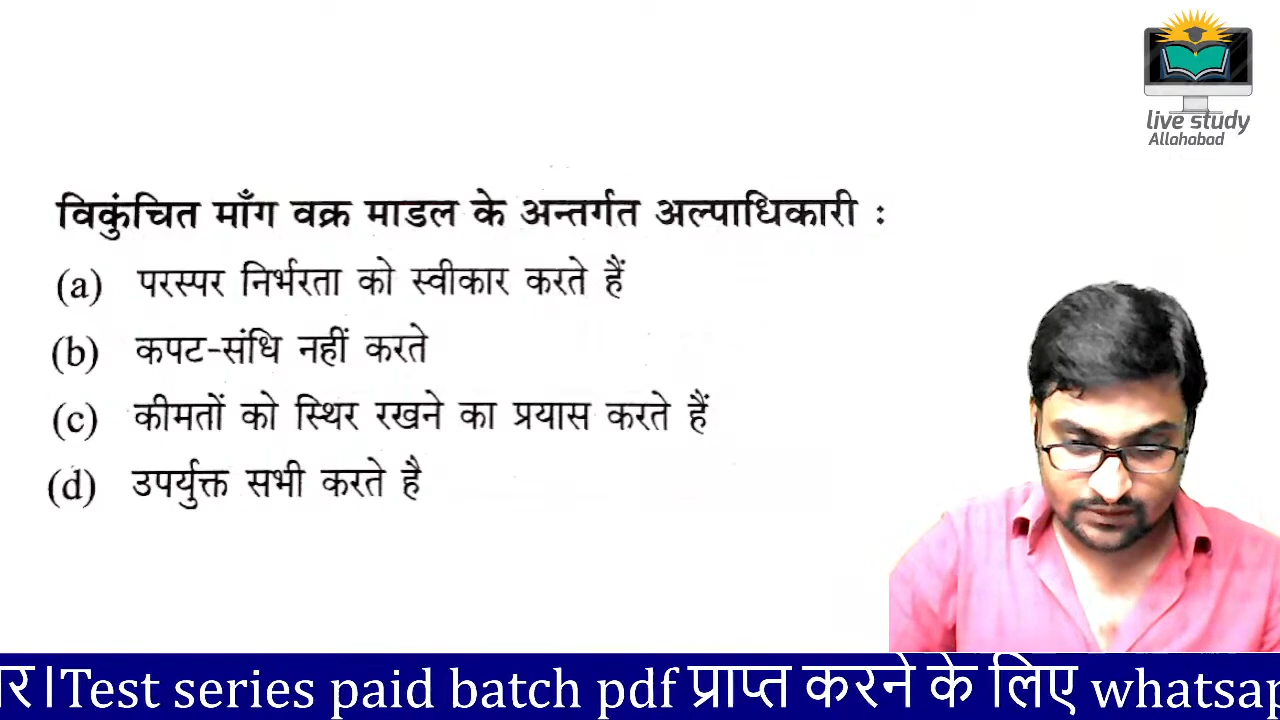 live study
Allahabad
विकुंचित माँग वक्र माडल के अन्तर्गत अल्पाधिकारी :
(a) परस्पर निर्भरता को स्वीकार करते हैं
(b) कपट-संधि नहीं करते
(c) कीमतों को स्थिर रखने का प्रयास करते हैं
(d) उपर्युक्त सभी करते है
र।Test series paid batch pdf प्राप्त करने के लिए whatsap